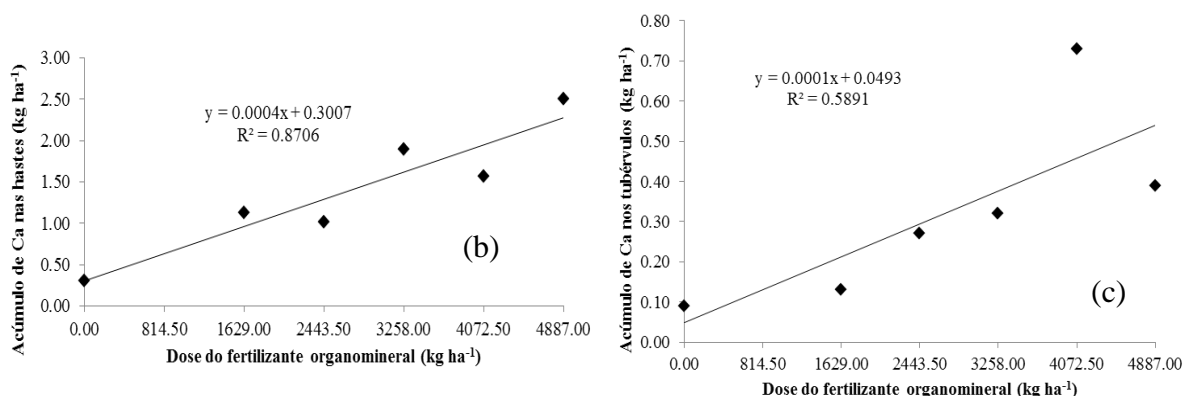 Acúmulo de Ca nas hastes (kg ha⁻¹)
3.00
2.50
2.00
1.50
1.00
0.50
0.00
y = 0.0004x + 0.3007
R² = 0.8706
(b)
0.00 814.50 1629.00 2443.50 3258.00 4072.50 4887.00
Dose do fertilizante organomineral (kg ha⁻¹)
Acúmulo de Ca nos tubérvulos (kg ha⁻¹)
0.80
0.70
0.60
0.50
0.40
0.30
0.20
0.10
0.00
y = 0.0001x + 0.0493
R² = 0.5891
(c)
0.00 814.50 1629.00 2443.50 3258.00 4072.50 4887.00
Dose do fertilizante organomineral (kg ha⁻¹)